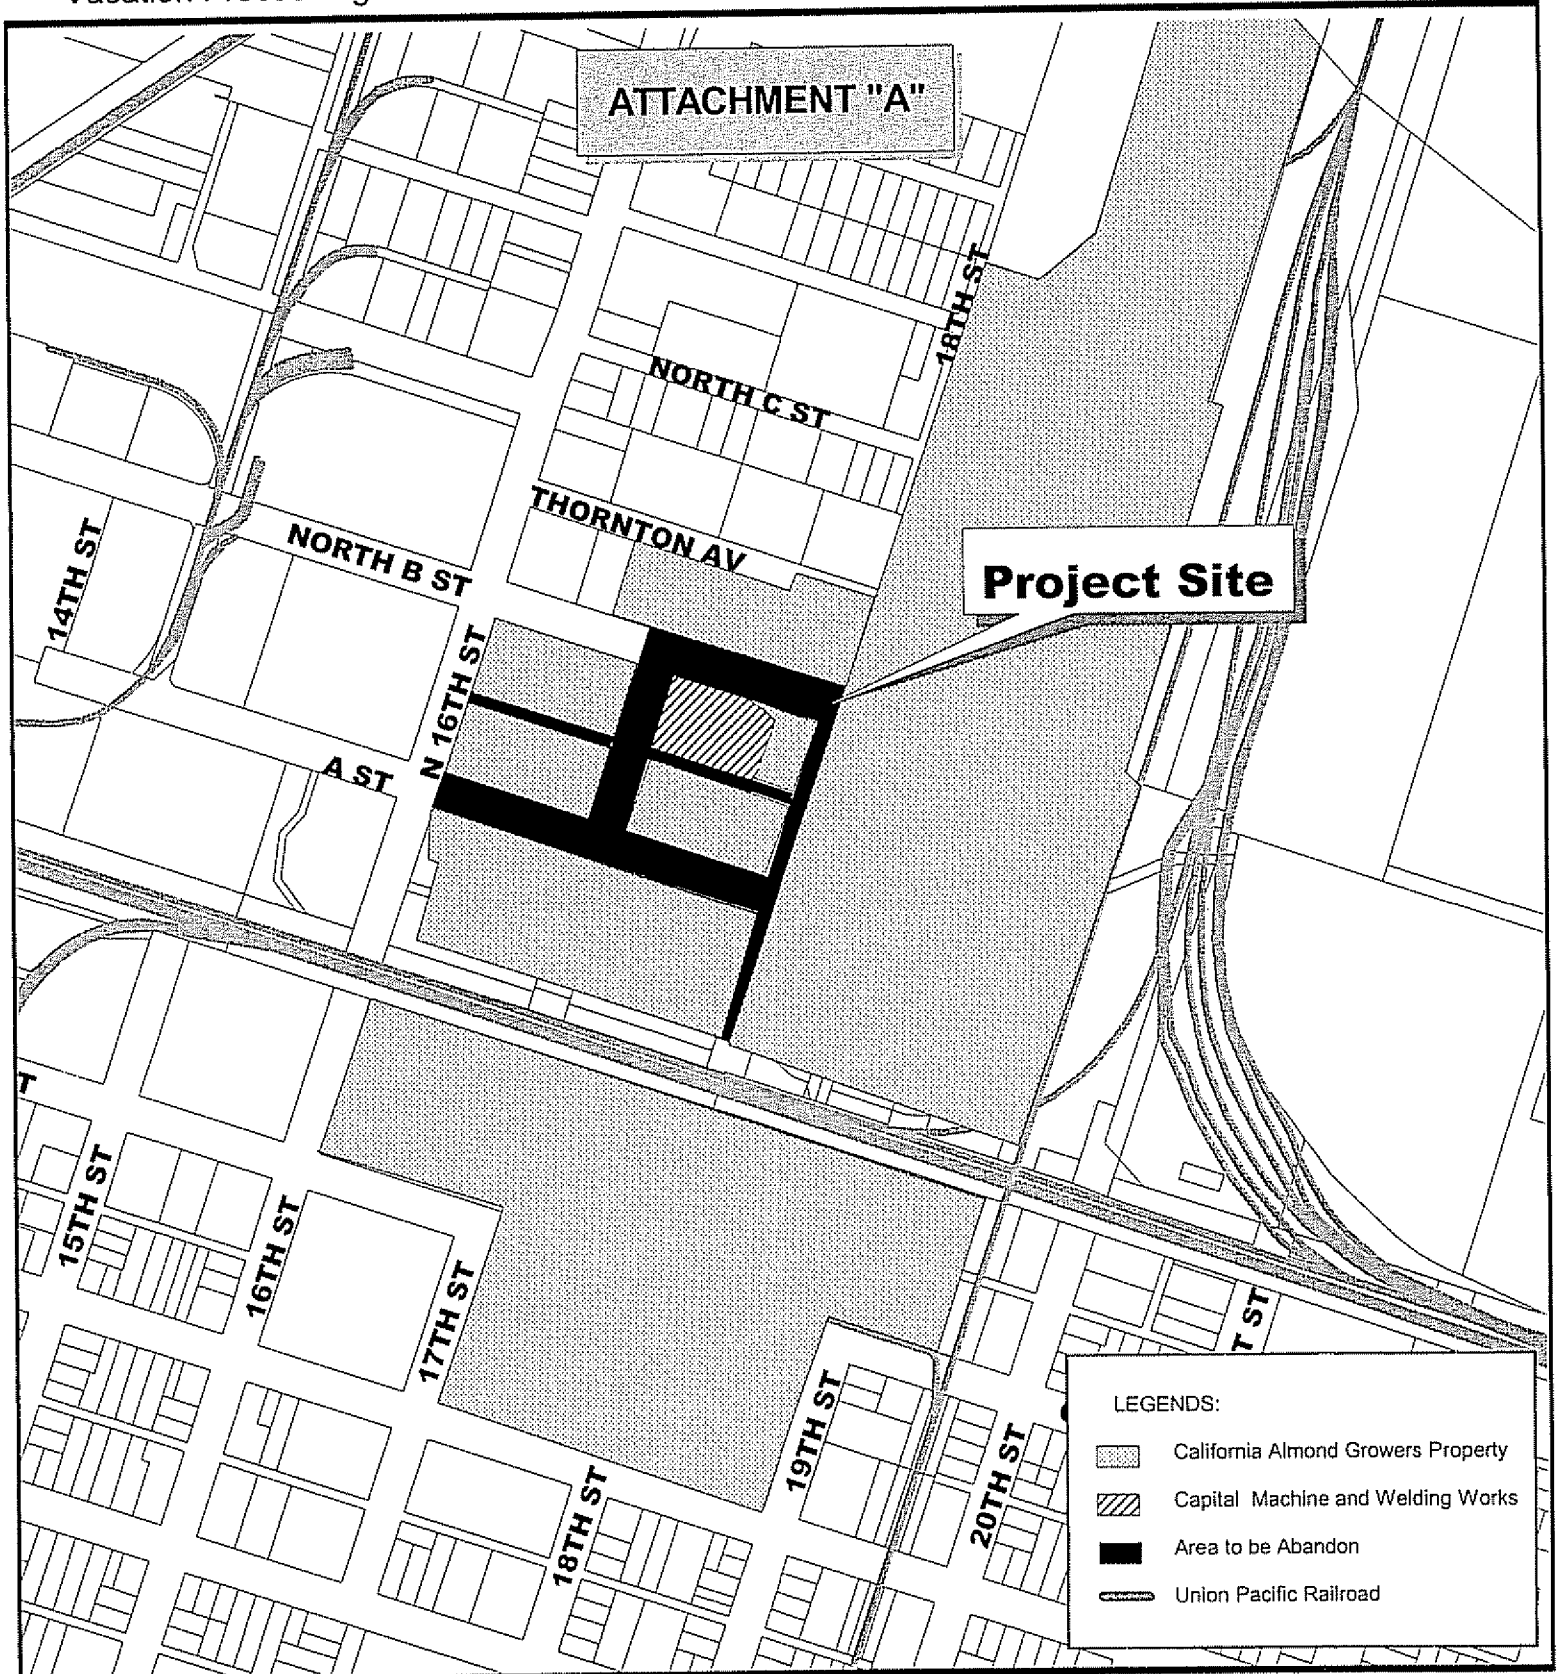 ATTACHMENT "A"
18TH ST
NORTH C ST
THORNTON AV
NORTH B ST
14TH ST
Project Site
N 16TH ST
A ST
T
15TH ST
16TH ST
17TH ST
T ST
19TH ST
18TH ST
20TH ST
LEGENDS:
California Almond Growers Property
Capital Machine and Welding Works
Area to be Abandon
Union Pacific Railroad